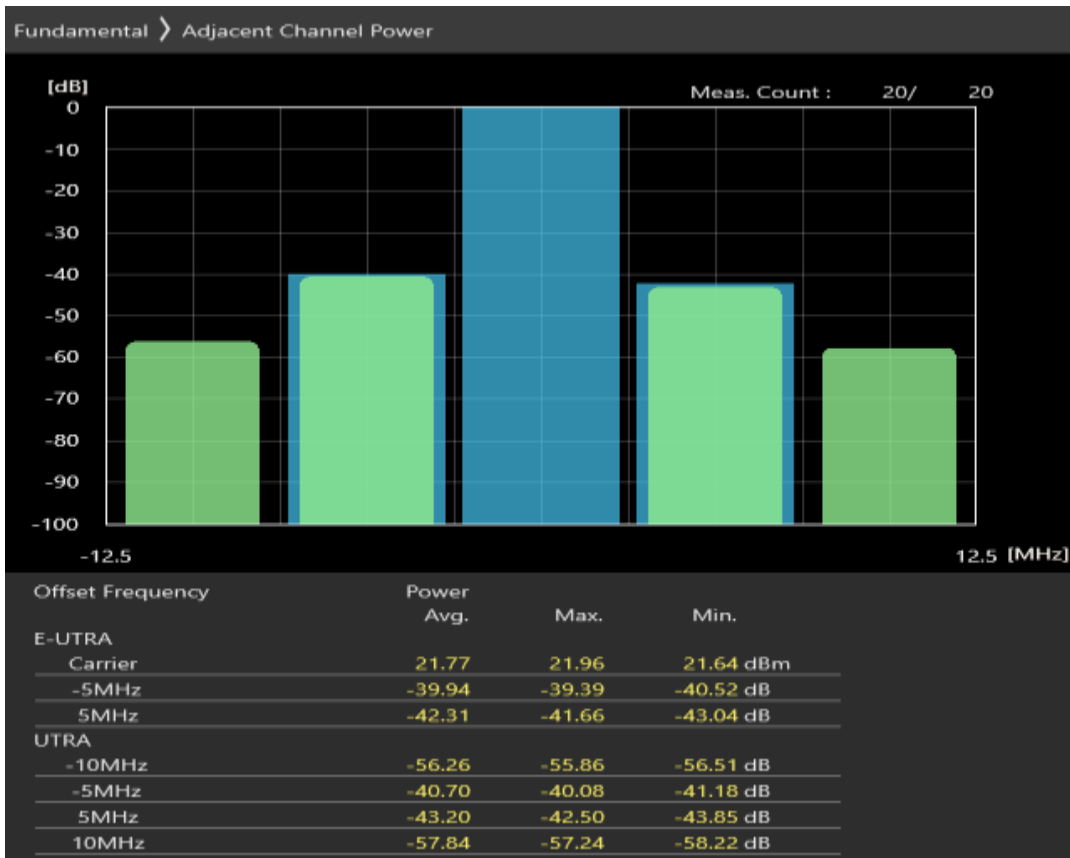 Fundamental ❯ Adjacent Channel Power
[dB]
Meas. Count : 20/ 20
0
-10
-20
-30
-40
-50
-60
-70
-80
-90
-100
-12.5 12.5 [MHz]
Offset Frequency Power
Avg. Max. Min.
E-UTRA
Carrier 21.77 21.96 21.64 dBm
-5MHz -39.94 -39.39 -40.52 dB
5MHz -42.31 -41.66 -43.04 dB
UTRA
-10MHz -56.26 -55.86 -56.51 dB
-5MHz -40.70 -40.08 -41.18 dB
5MHz -43.20 -42.50 -43.85 dB
10MHz -57.84 -57.24 -58.22 dB